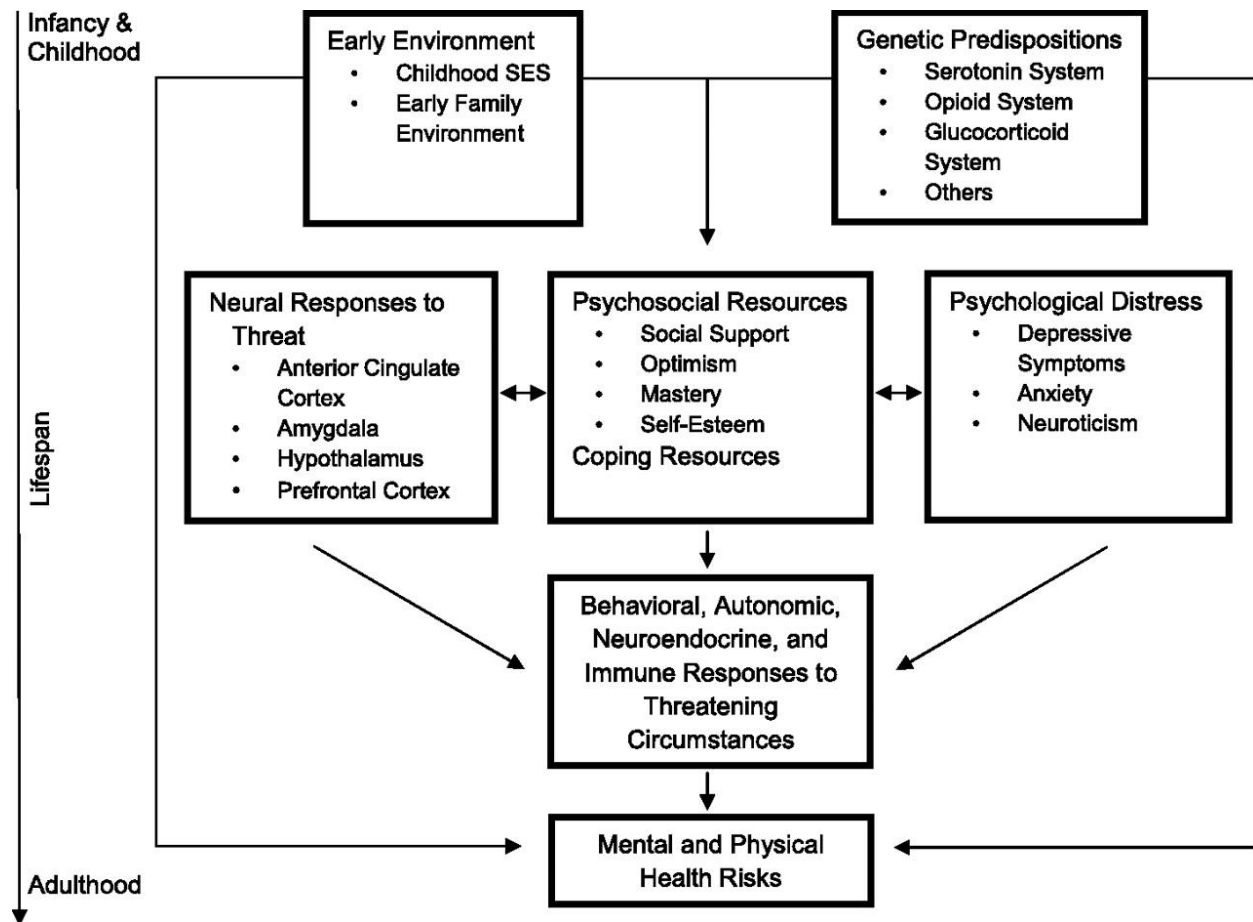 Infancy &
Childhood
Early Environment
• Childhood SES
• Early Family
Environment
Genetic Predispositions
• Serotonin System
• Opioid System
• Glucocorticoid
System
• Others
Neural Responses to
Threat
• Anterior Cingulate
Cortex
• Amygdala
• Hypothalamus
• Prefrontal Cortex
Psychosocial Resources
• Social Support
• Optimism
• Mastery
• Self-Esteem
Coping Resources
Psychological Distress
• Depressive
Symptoms
• Anxiety
• Neuroticism
Lifespan
Behavioral, Autonomic,
Neuroendocrine, and
Immune Responses to
Threatening
Circumstances
Mental and Physical
Health Risks
Adulthood